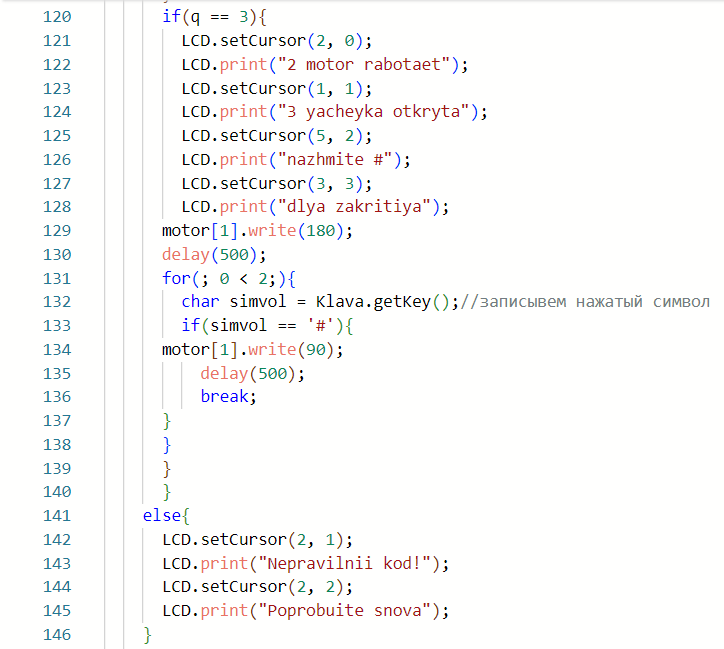 120 if(q == 3){
121 LCD.setCursor(2, 0);
122 LCD.print("2 motor rabotaet");
123 LCD.setCursor(1, 1);
124 LCD.print("3 yacheyka otkryta");
125 LCD.setCursor(5, 2);
126 LCD.print("nazhmite #");
127 LCD.setCursor(3, 3);
128 LCD.print("dlya zakritiya");
129 motor[1].write(180);
130 delay(500);
131 for(; 0 < 2;){
132 char simvol = Klava.getKey();//записывем нажатый символ
133 if(simvol == '#'){
134 motor[1].write(90);
135 delay(500);
136 break;
137 }
138 }
139 }
140 }
141 else{
142 LCD.setCursor(2, 1);
143 LCD.print("Nepravilnii kod!");
144 LCD.setCursor(2, 2);
145 LCD.print("Poprobuite snova");
146 }